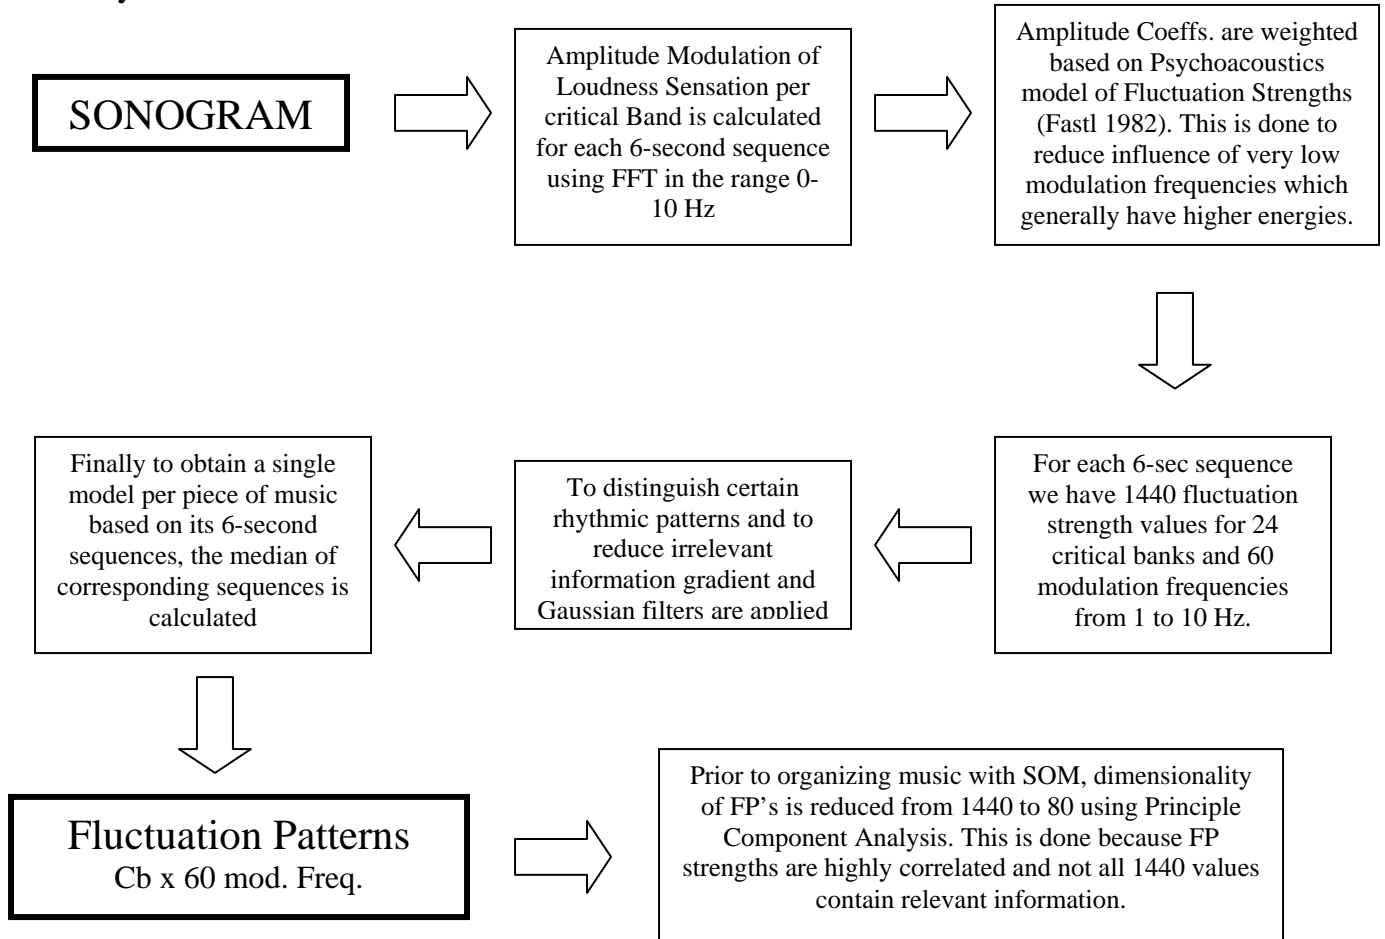 SONOGRAM
Amplitude Modulation of
Loudness Sensation per
critical Band is calculated
for each 6-second sequence
using FFT in the range 0-
10 Hz
Amplitude Coeffs. are weighted
based on Psychoacoustics
model of Fluctuation Strengths
(Fastl 1982). This is done to
reduce influence of very low
modulation frequencies which
generally have higher energies.
For each 6-sec sequence
we have 1440 fluctuation
strength values for 24
critical banks and 60
modulation frequencies
from 1 to 10 Hz.
To distinguish certain
rhythmic patterns and to
reduce irrelevant
information gradient and
Gaussian filters are applied
Finally to obtain a single
model per piece of music
based on its 6-second
sequences, the median of
corresponding sequences is
calculated
Fluctuation Patterns
Cb x 60 mod. Freq.
Prior to organizing music with SOM, dimensionality
of FP's is reduced from 1440 to 80 using Principle
Component Analysis. This is done because FP
strengths are highly correlated and not all 1440 values
contain relevant information.